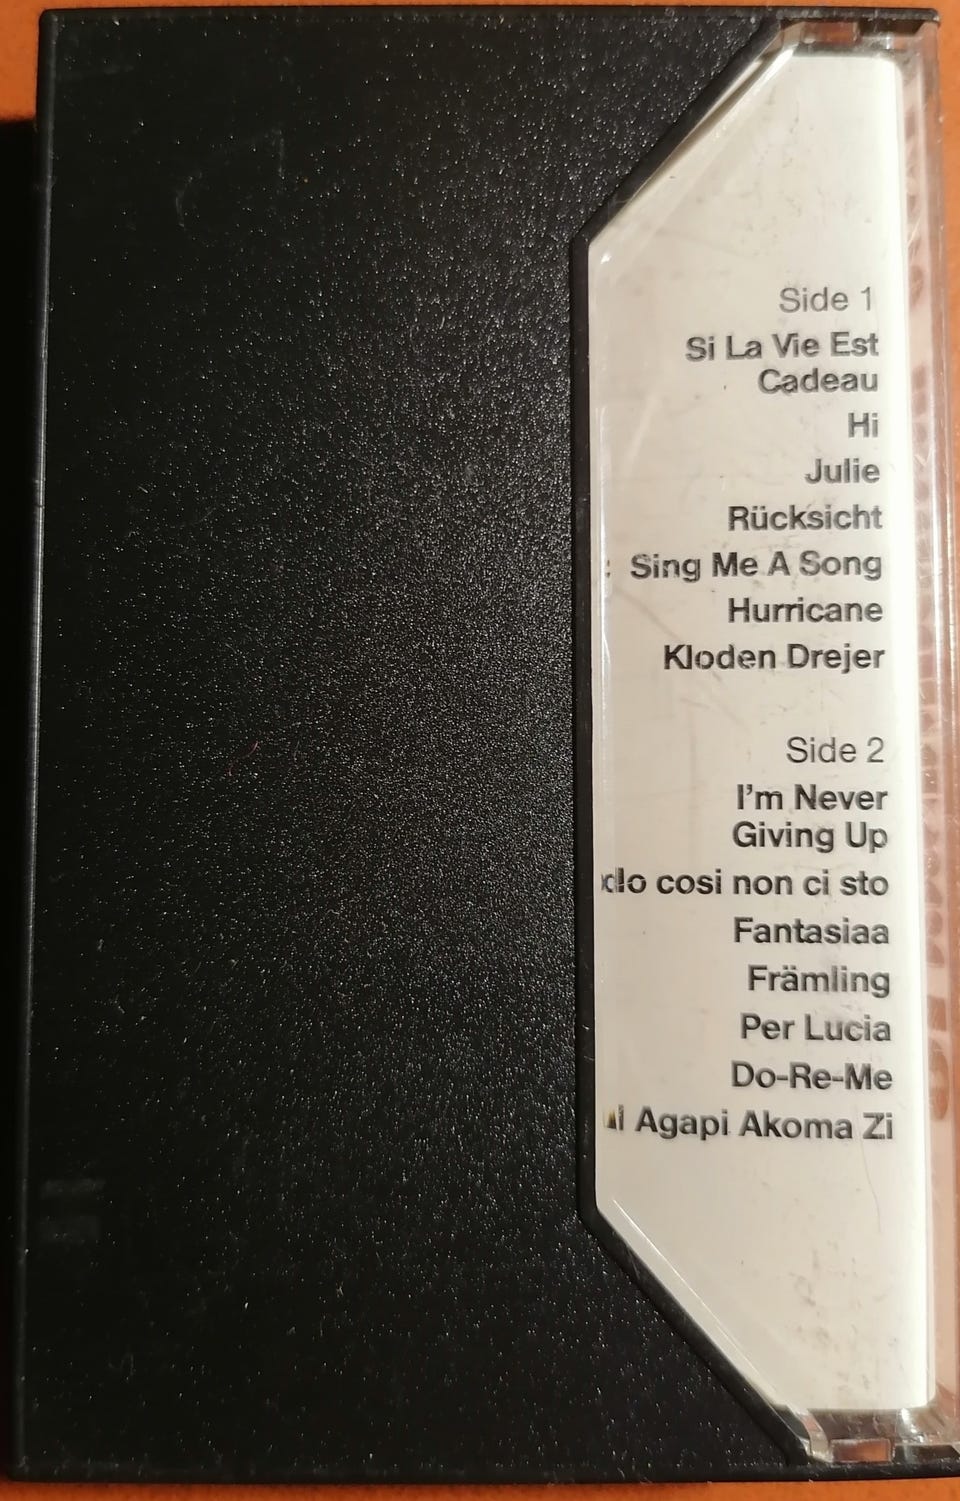 Side 1
Si La Vie Est
Cadeau
Hi
Julie
Rücksicht
Sing Me A Song
Hurricane
Kloden Drejer
Side 2
I'm Never
Giving Up
cosi non ci sto
Fantasiaa
Främling
Per Lucia
Do-Re-Me
Agapi Akoma Zi